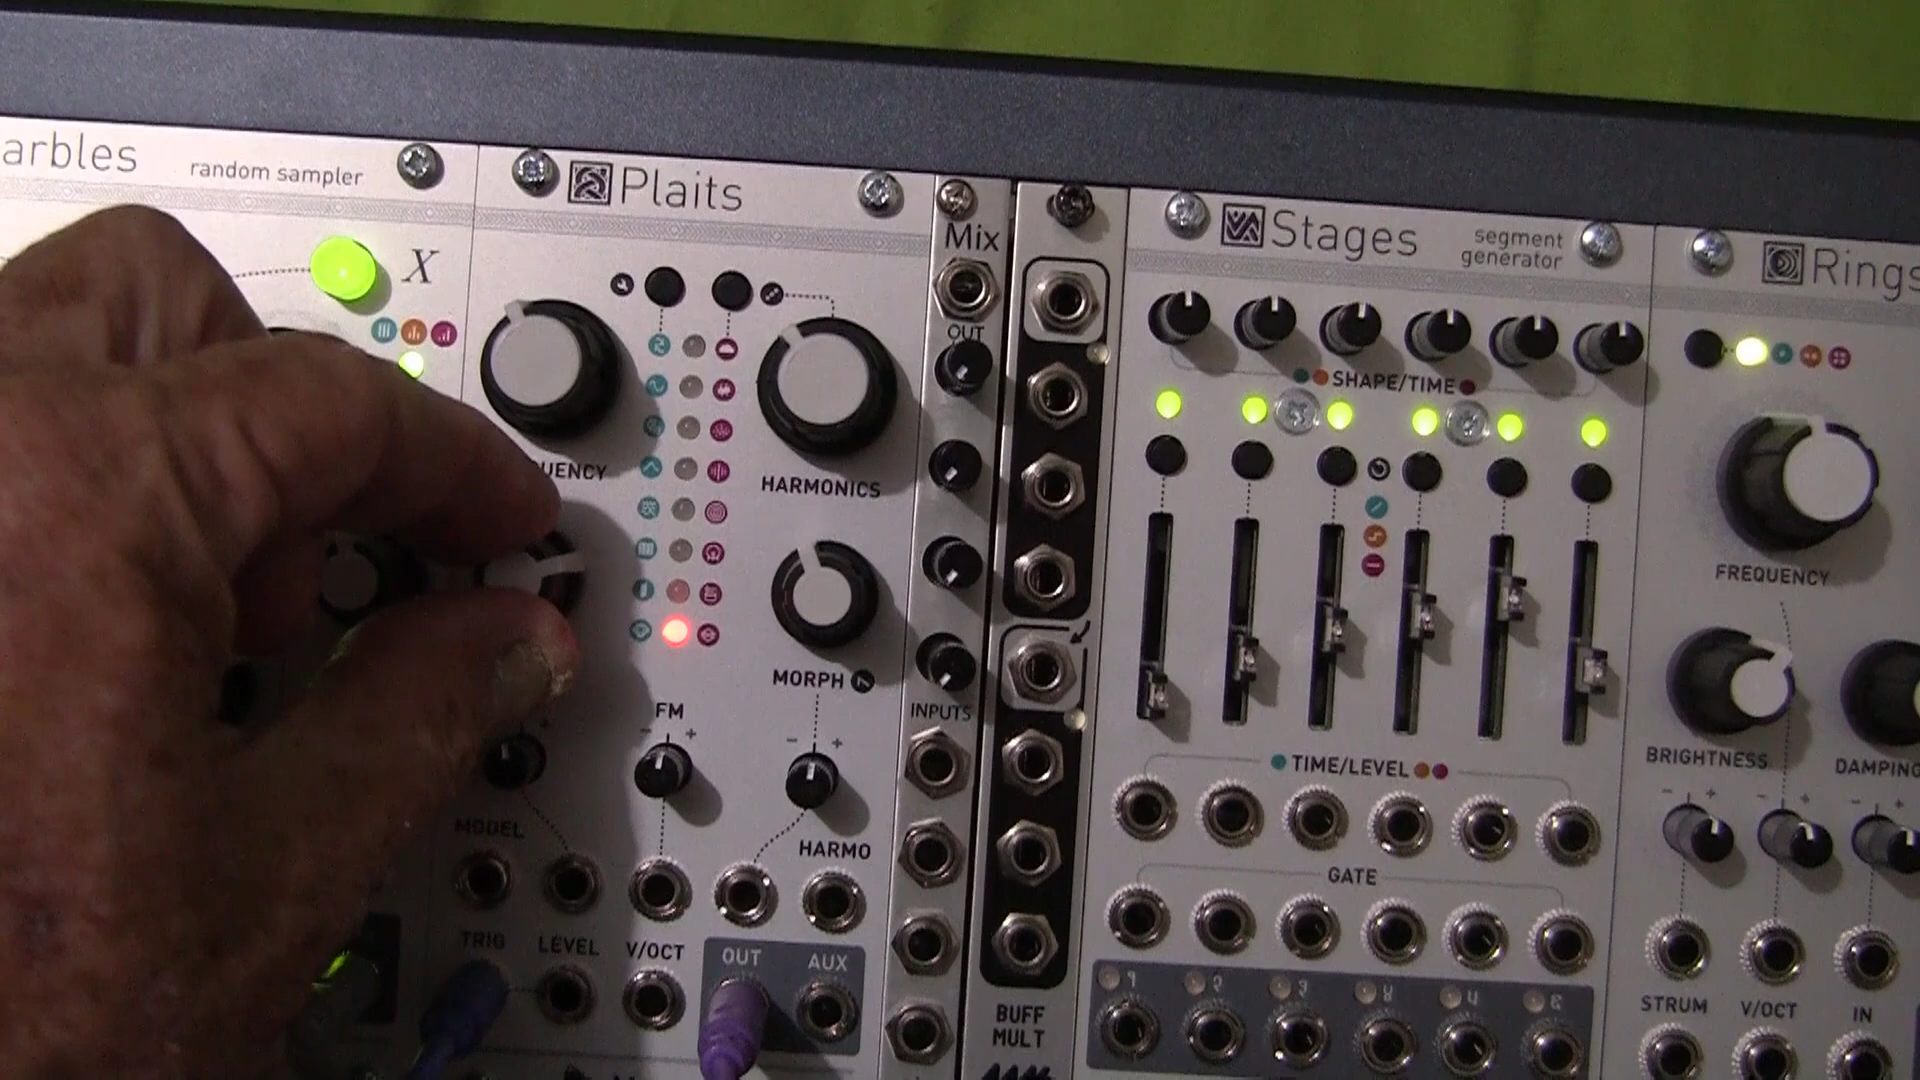 arbles
random sampler
X
Plaits
UENCY
HARMONICS
MORPH
FM
- +
- +
MODEL
HARMO
TRIG
LEVEL
V/OCT
OUT
AUX
Mix
OUT
INPUTS
BUFF
MULT
Stages
segment
generator
SHAPE/TIME
TIME/LEVEL
GATE
Rings
FREQUENCY
BRIGHTNESS
DAMPING
- +
- +
- +
STRUM
V/OCT
IN